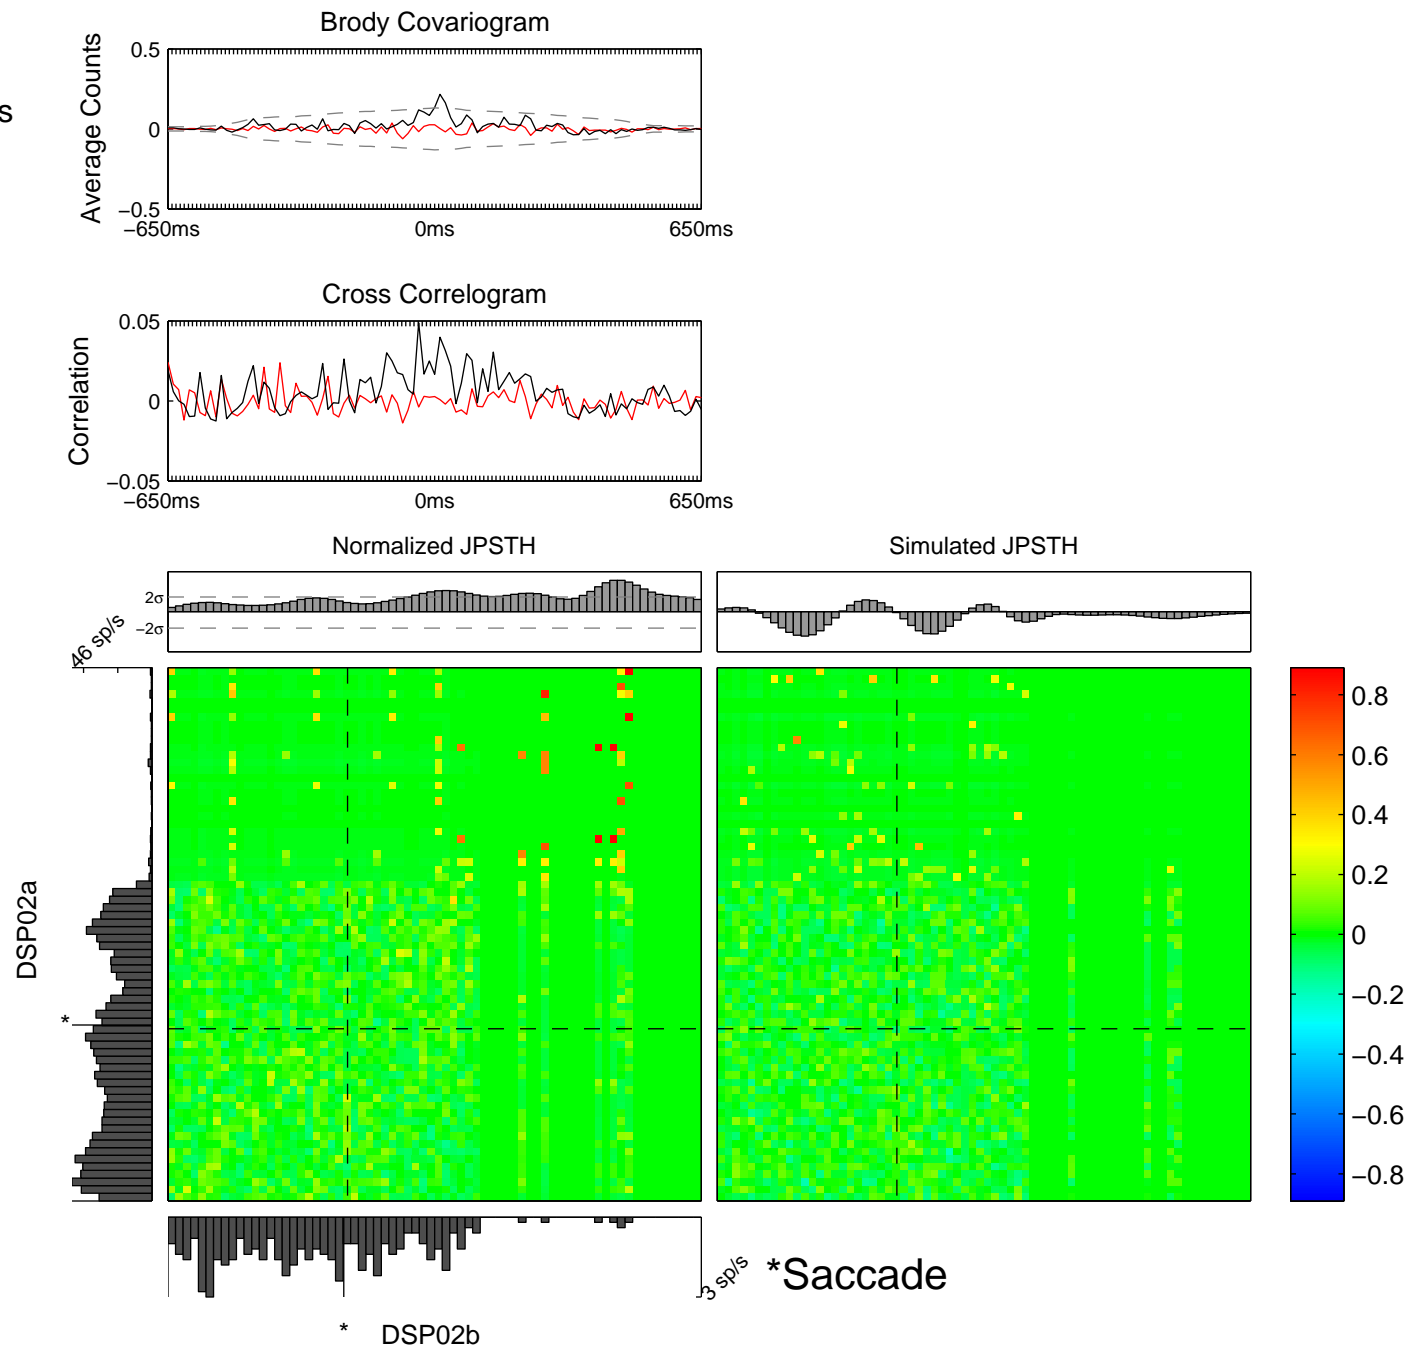 Brody Covariogram
s
Average Counts
0.5
0
−0.5
−650ms
0ms
650ms
Cross Correlogram
Correlation
0.05
0
−0.05
−650ms
0ms
650ms
Normalized JPSTH
Simulated JPSTH
2σ
−2σ
46 sp/s
DSP02a
*
0.8
0.6
0.4
0.2
0
−0.2
−0.4
−0.6
−0.8
3 sp/s
*Saccade
*
DSP02b